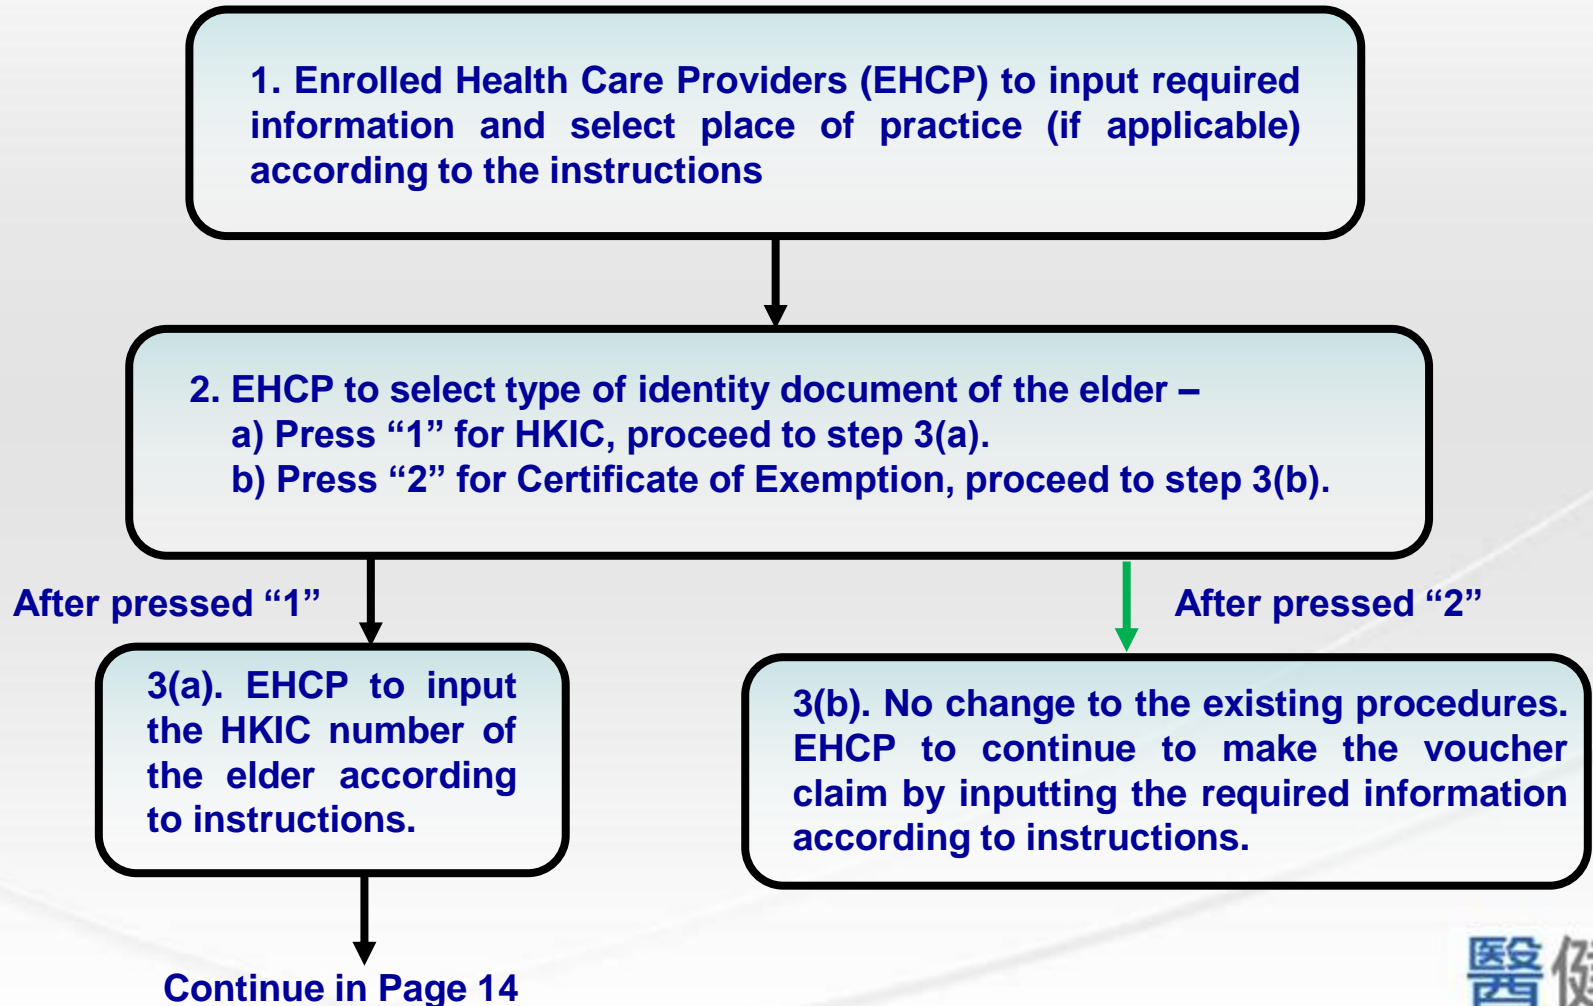 1. Enrolled Health Care Providers (EHCP) to input required
information and select place of practice (if applicable)
according to the instructions
2. EHCP to select type of identity document of the elder –
a) Press “1” for HKIC, proceed to step 3(a).
b) Press “2” for Certificate of Exemption, proceed to step 3(b).
After pressed “1”
After pressed “2”
3(a). EHCP to input
the HKIC number of
the elder according
to instructions.
3(b). No change to the existing procedures.
EHCP to continue to make the voucher
claim by inputting the required information
according to instructions.
Continue in Page 14
醫健